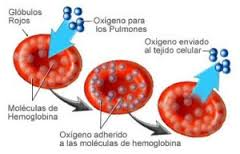 Glóbulos
Rojos
Oxígeno para
los Pulmones
Oxígeno enviado
al tejido celular
Moléculas de
Hemoglobina
Oxígeno adherido
a las moléculas de hemoglobina